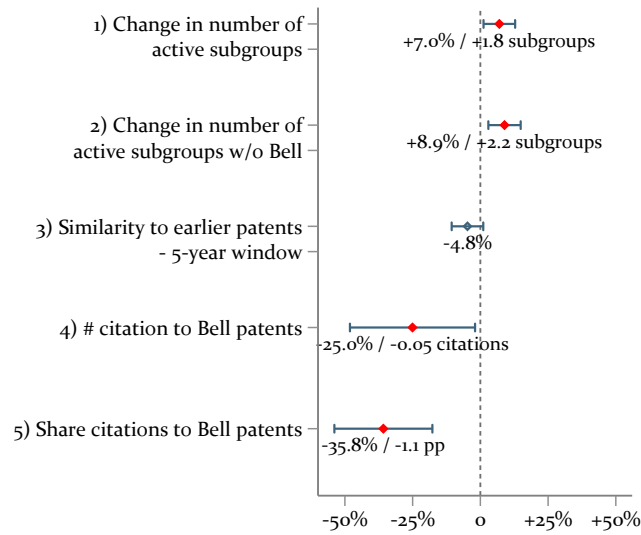 1) Change in number of
active subgroups
+7.0% / +1.8 subgroups
2) Change in number of
active subgroups w/o Bell
+8.9% / +2.2 subgroups
3) Similarity to earlier patents
- 5-year window
-4.8%
4) # citation to Bell patents
-25.0% / -0.05 citations
5) Share citations to Bell patents
-35.8% / -1.1 pp
-50% -25% 0 +25% +50%